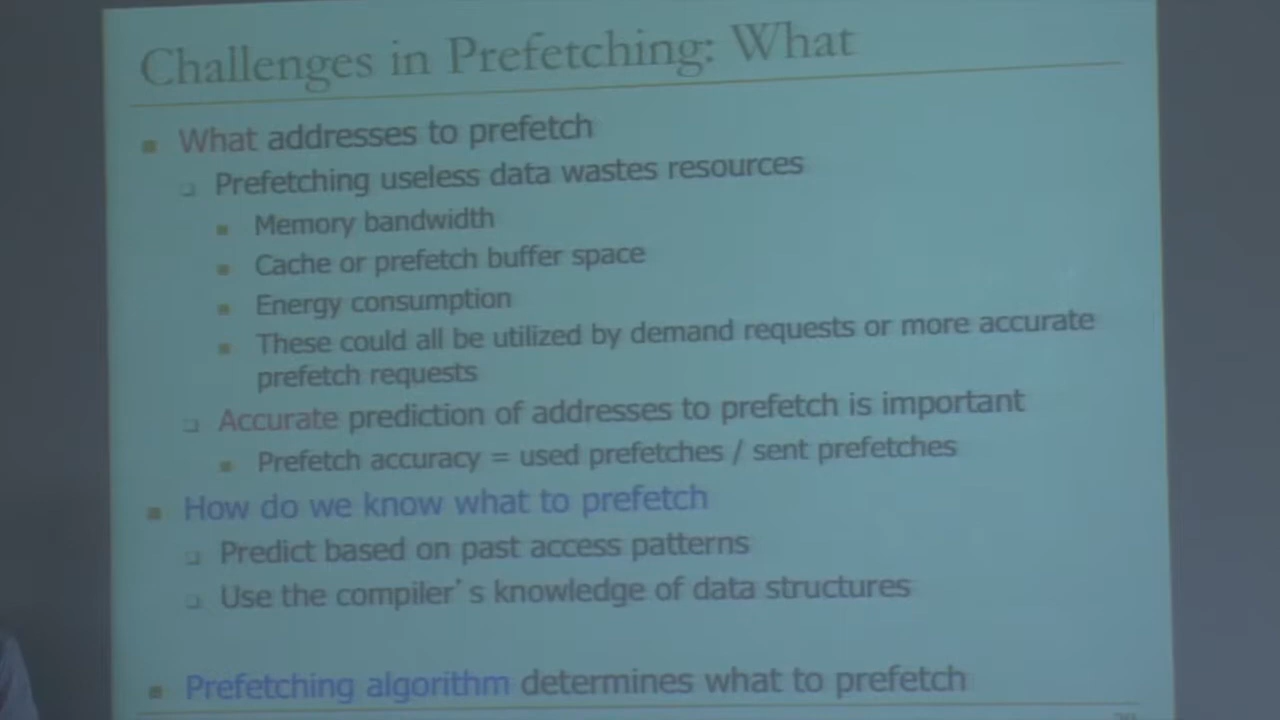 Challenges in Prefetching: What
What addresses to prefetch
Prefetching useless data wastes resources
Memory bandwidth
Cache or prefetch buffer space
Energy consumption
These could all be utilized by demand requests or more accurate
prefetch requests
Accurate prediction of addresses to prefetch is important
Prefetch accuracy = used prefetches / sent prefetches
How do we know what to prefetch
Predict based on past access patterns
Use the compiler's knowledge of data structures
Prefetching algorithm determines what to prefetch